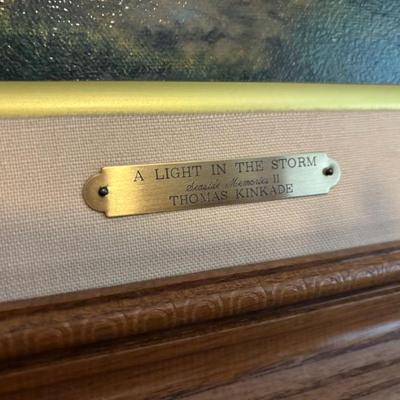 A LIGHT IN THE STORM
Seaside Memories II
THOMAS KINKADE